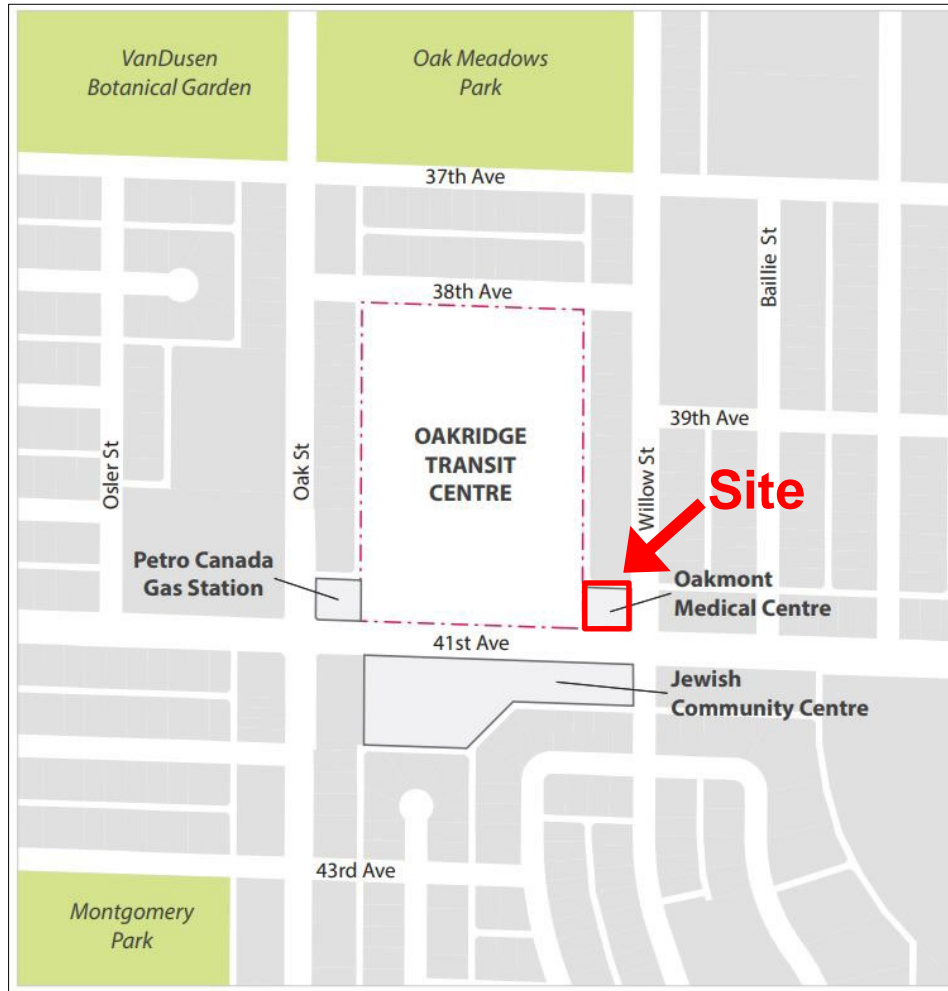 VanDusen
Botanical Garden
Oak Meadows
Park
37th Ave
Baillie St
38th Ave
39th Ave
OAKRIDGE
TRANSIT
CENTRE
Osler St
Oak St
Willow St
Site
Petro Canada
Gas Station
Oakmont
Medical Centre
41st Ave
Jewish
Community Centre
43rd Ave
Montgomery
Park